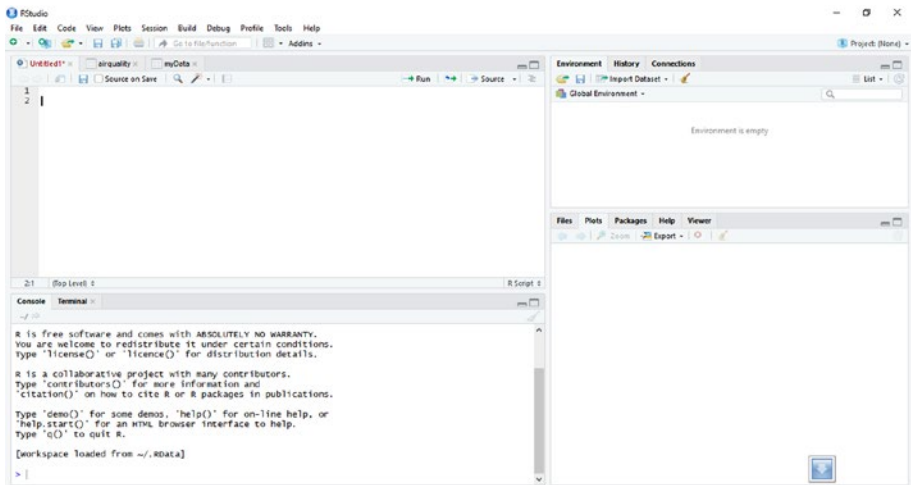 RStudio
File Edit Code View Plots Session Build Debug Profile Tools Help
Go to file/function Addins Project: (None)
Untitled1* airquality myData
Source on Save Run Source
1
2
2:1 (Top Level) R Script
Console Terminal
~/
R is free software and comes with ABSOLUTELY NO WARRANTY.
You are welcome to redistribute it under certain conditions.
Type 'license()' or 'licence()' for distribution details.
R is a collaborative project with many contributors.
Type 'contributors()' for more information and
'citation()' on how to cite R or R packages in publications.
Type 'demo()' for some demos, 'help()' for on-line help, or
'help.start()' for an HTML browser interface to help.
Type 'q()' to quit R.
[Workspace loaded from ~/.RData]
>
Environment History Connections
Import Dataset List
Global Environment
Environment is empty
Files Plots Packages Help Viewer
Zoom Export